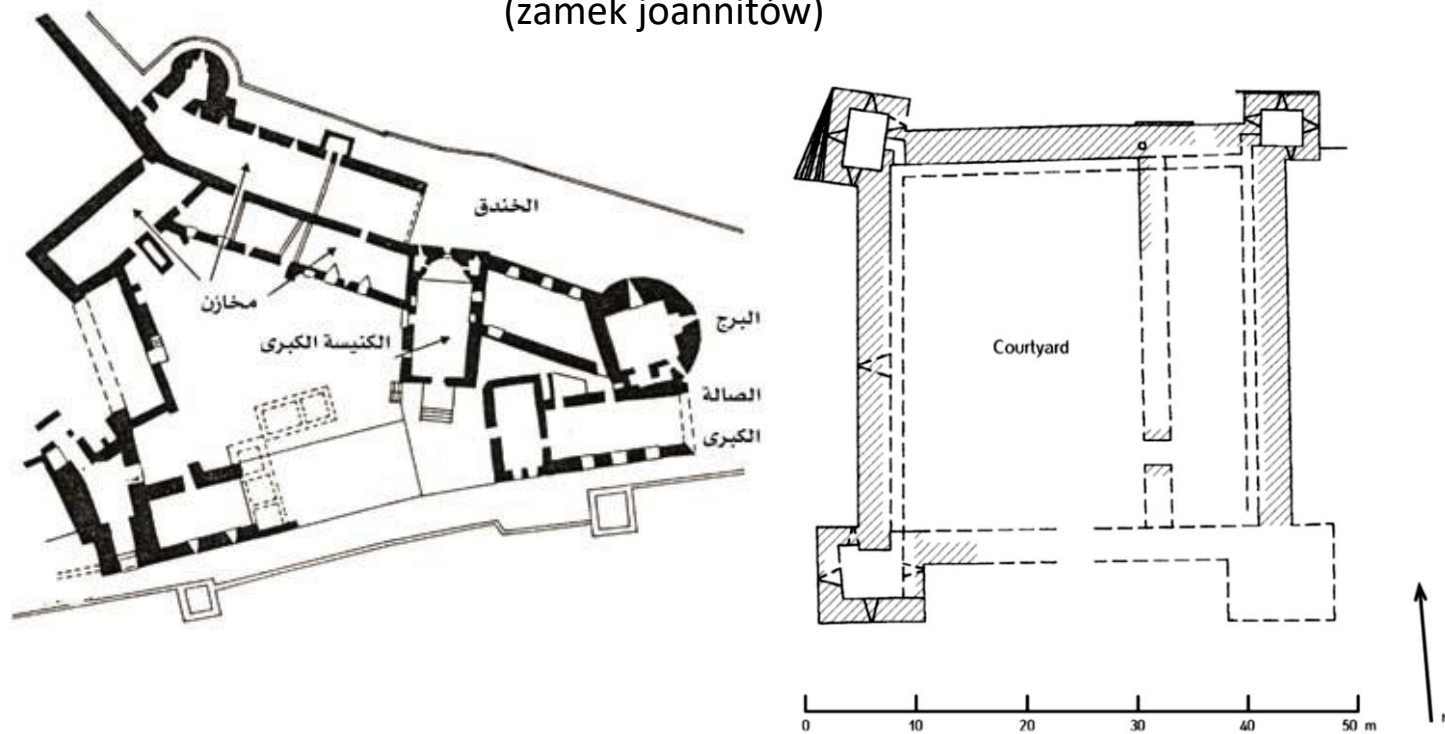 (zamek joannitów)
الخندق
مخازن
الكنيسة الكبرى
البرج
الصالة
الكبرى
Courtyard
0 10 20 30 40 50 m